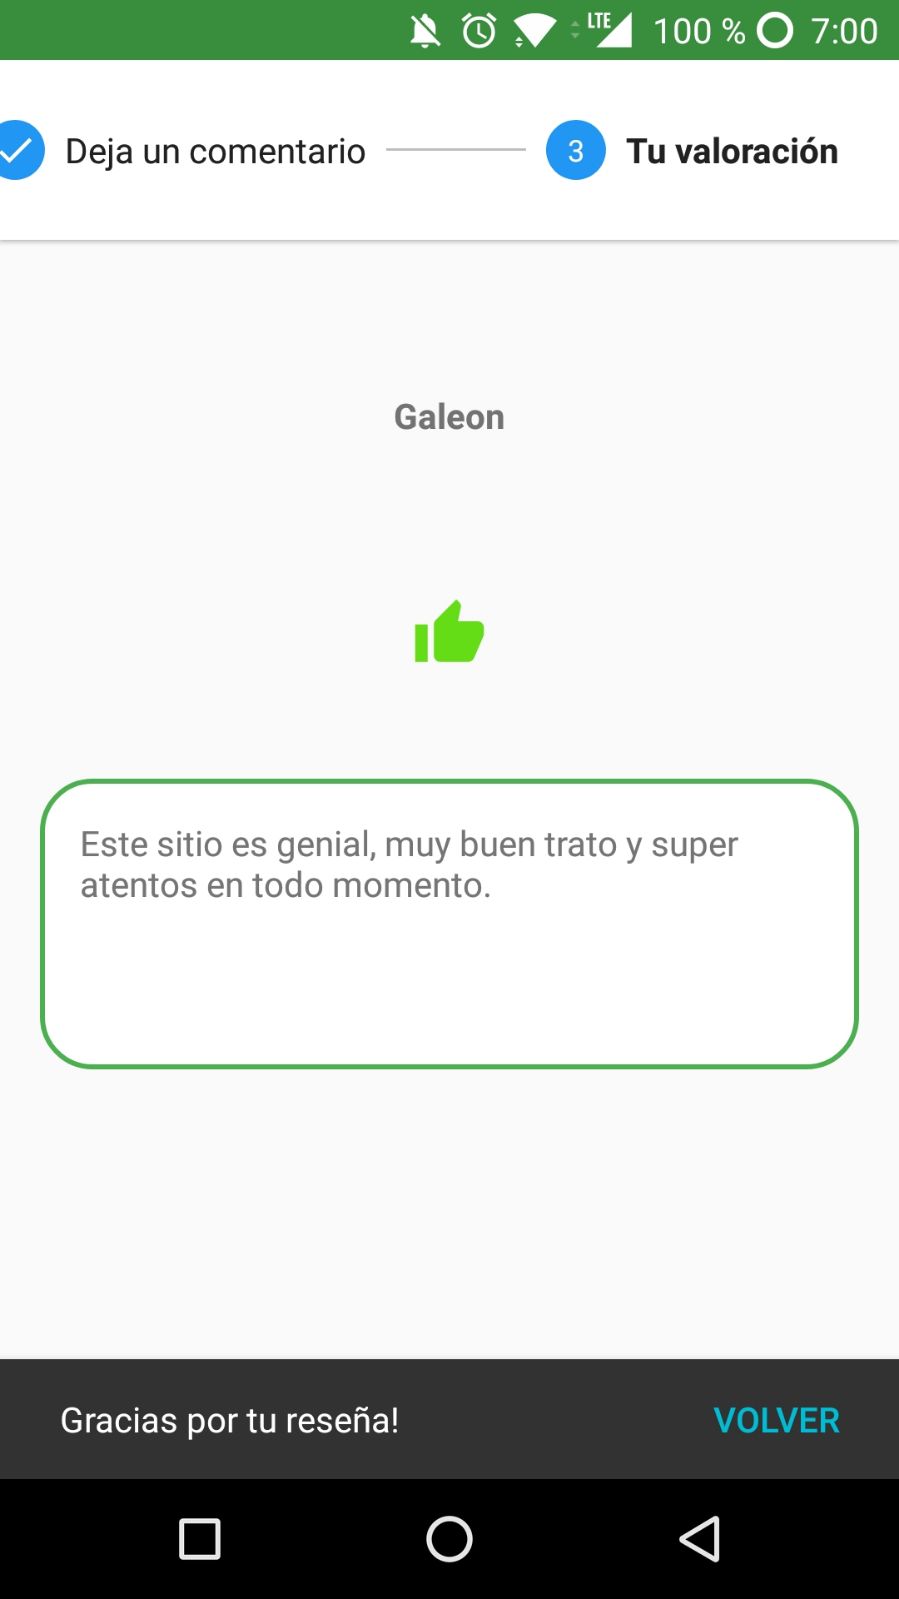 LTE 100 % 7:00
Deja un comentario 3 Tu valoración
Galeon
Este sitio es genial, muy buen trato y super
atentos en todo momento.
Gracias por tu reseña! VOLVER